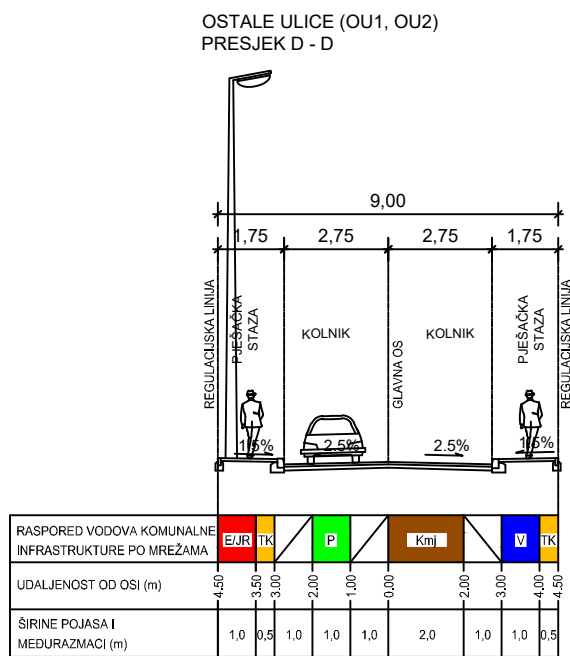 OSTALE ULICE (OU1, OU2)
PRESJEK D - D
9,00
1,75 2,75 2,75 1,75
REGULACIJSKA LINIJA
PJEŠAČKA
STAZA
KOLNIK
GLAVNA OS
KOLNIK
PJEŠAČKA
STAZA
REGULACIJSKA LINIJA
1.5% 2.5% 2.5% 1.5%
RASPORED VODOVA KOMUNALNE
INFRASTRUKTURE PO MREŽAMA
E/JR TK P Kmj V TK
UDALJENOST OD OSI (m)
4.50 3.50 3.00 2.00 1.00 0.00 2.00 3.00 4.00 4.50
ŠIRINE POJASA I
MEĐURAZMACI (m)
1,0 0,5 1,0 1,0 1,0 2,0 1,0 1,0 0,5